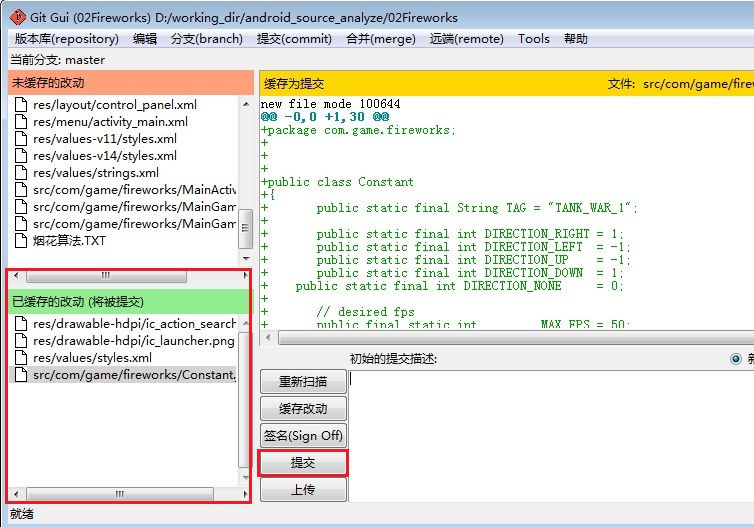 Git Gui (02Fireworks) D:/working_dir/android_source_analyze/02Fireworks
版本库(repository) 编辑 分支(branch) 提交(commit) 合并(merge) 远端(remote) Tools 帮助
当前分支: master
未缓存的改动
res/layout/control_panel.xml
res/menu/activity_main.xml
res/values-v11/styles.xml
res/values-v14/styles.xml
res/values/strings.xml
src/com/game/fireworks/MainActiv
src/com/game/fireworks/MainGam
src/com/game/fireworks/MainGam
烟花算法.TXT
已缓存的改动 (将被提交)
res/drawable-hdpi/ic_action_search
res/drawable-hdpi/ic_launcher.png
res/values/styles.xml
src/com/game/fireworks/Constant.
缓存为提交 文件: src/com/game/firew
new file mode 100644
@@ -0,0 +1,30 @@
+package com.game.fireworks;
+
+
+
+public class Constant
+{
+ public static final String TAG = "TANK_WAR_1";
+
+ public static final int DIRECTION_RIGHT = 1;
+ public static final int DIRECTION_LEFT = -1;
+ public static final int DIRECTION_UP = -1;
+ public static final int DIRECTION_DOWN = 1;
+ public static final int DIRECTION_NONE = 0;
+
+ // desired fps
+ public static final int MAX_FPS = 50;
初始的提交描述:
重新扫描
缓存改动
签名(Sign Off)
提交
上传
就绪